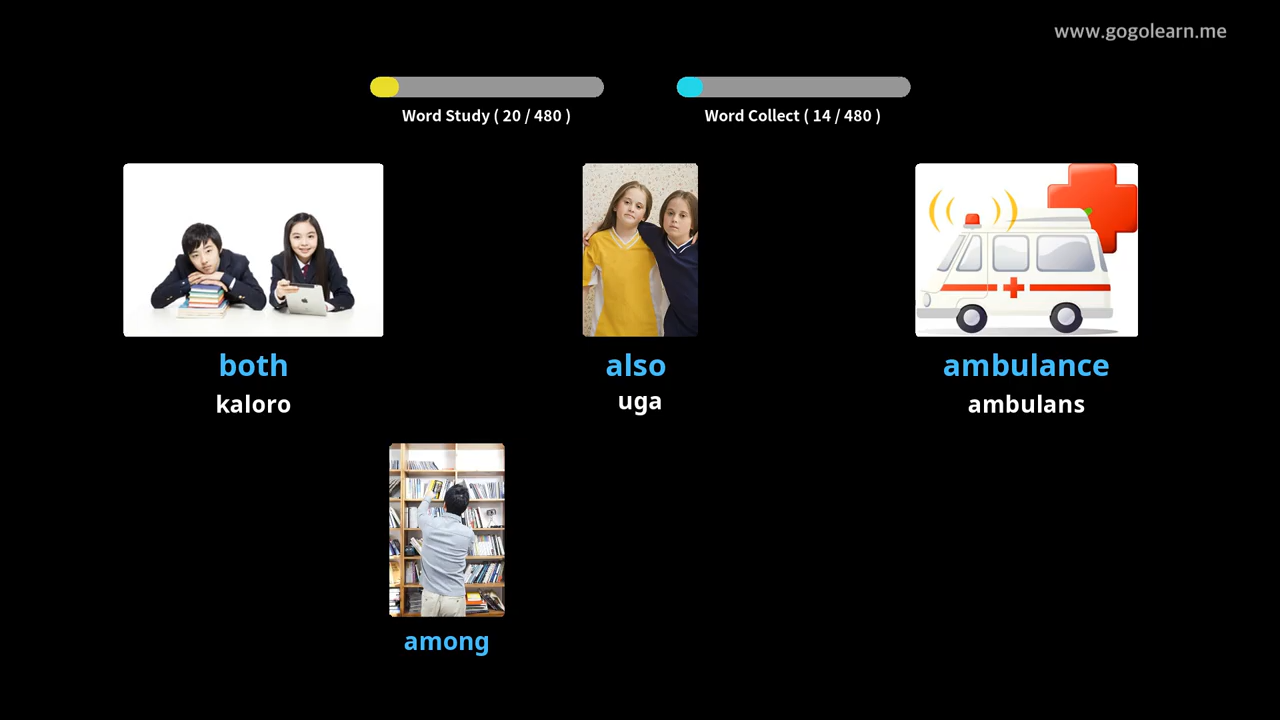 www.gogolearn.me
Word Study ( 20 / 480 )
Word Collect ( 14 / 480 )
both
kaloro
also
uga
ambulance
ambulans
among